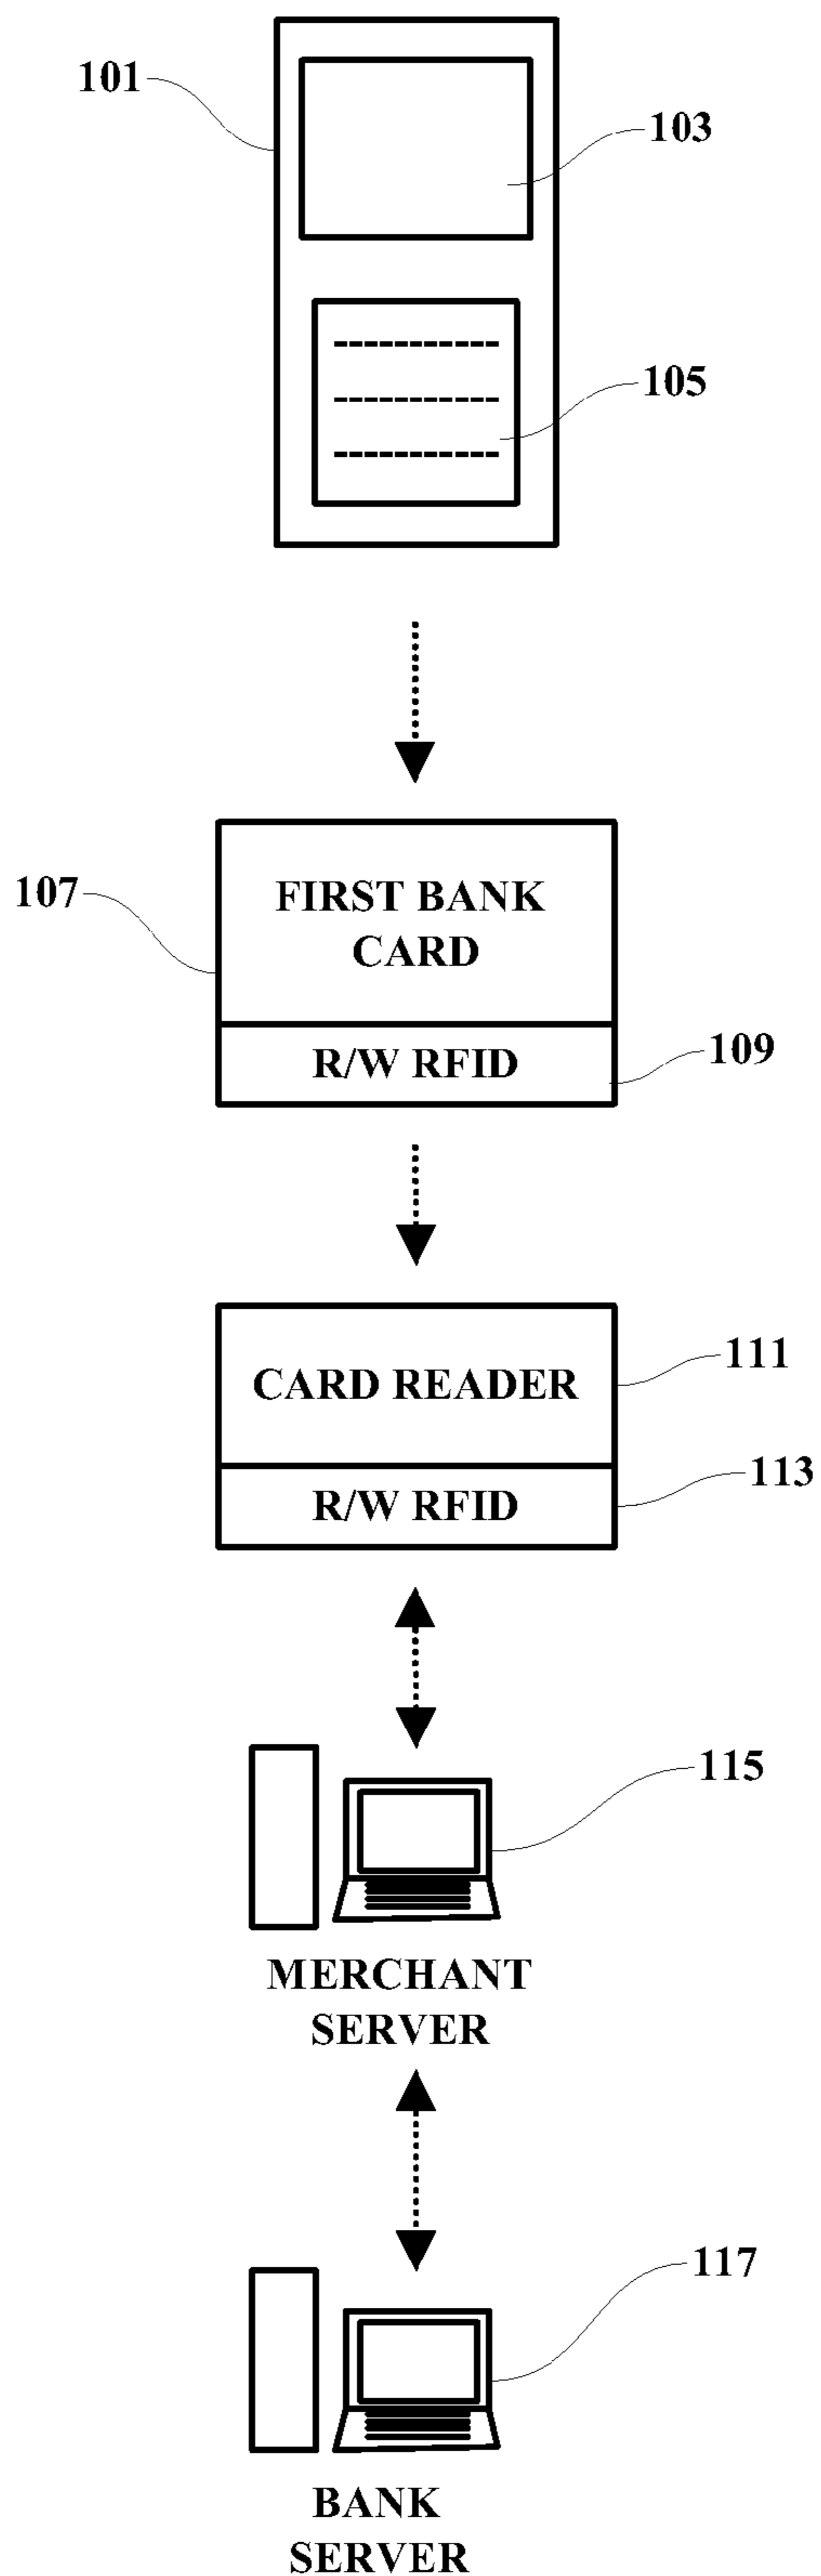 101
103
105
107
FIRST BANK
CARD
R/W RFID
109
CARD READER
111
R/W RFID
113
115
MERCHANT
SERVER
117
BANK
SERVER